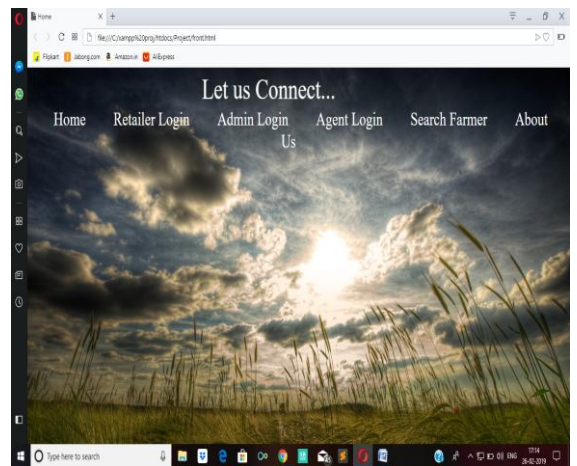 Home
file:///C:/xampp%20proj/htdocs/Project/front.html
Flipkart Jabong.com Amazon.in AliExpress
Let us Connect...
Home Retailer Login Admin Login Agent Login Search Farmer About
Us
Type here to search
ENG
17:14
26-02-2019